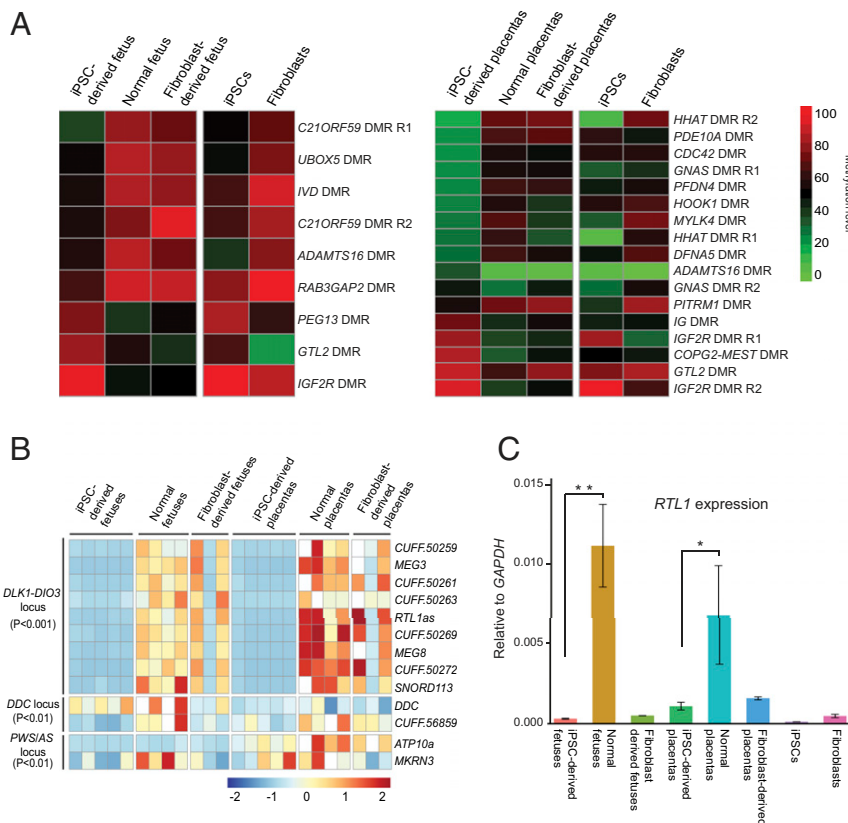 A
iPSC-
derived fetus
Normal fetus
Fibroblast-
derived fetus
iPSCs
Fibroblasts
C21ORF59 DMR R1
UBOX5 DMR
IVD DMR
C21ORF59 DMR R2
ADAMTS16 DMR
RAB3GAP2 DMR
PEG13 DMR
GTL2 DMR
IGF2R DMR
iPSC-
derived placentas
Normal placentas
Fibroblast-
derived placentas
iPSCs
Fibroblasts
HHAT DMR R2
PDE10A DMR
CDC42 DMR
GNAS DMR R1
PFDN4 DMR
HOOK1 DMR
MYLK4 DMR
HHAT DMR R1
DFNA5 DMR
ADAMTS16 DMR
GNAS DMR R2
PITRM1 DMR
IG DMR
IGF2R DMR R1
COPG2-MEST DMR
GTL2 DMR
IGF2R DMR R2
100
80
60
40
20
0
B
iPSC-
derived fetuses
Normal
fetuses
Fibroblast-
derived fetuses
iPSC-derived
placentas
Normal
placentas
Fibroblast-
derived
placentas
DLK1-DIO3
locus
(P<0.001)
CUFF.50259
MEG3
CUFF.50261
CUFF.50263
RTL1as
CUFF.50269
MEG8
CUFF.50272
SNORD113
DDC locus
(P<0.01)
DDC
CUFF.56859
PWS/AS
locus
(P<0.01)
ATP10a
MKRN3
-2 -1 0 1 2
C
RTL1 expression
Relative to GAPDH
0.015
0.010
0.005
0.000
* *
*
iPSC-derived
fetuses
Normal
fetuses
Fibroblast
derived fetuses
iPSC-derived
placentas
Normal
placentas
Fibroblast-derived
placentas
iPSCs
Fibroblasts